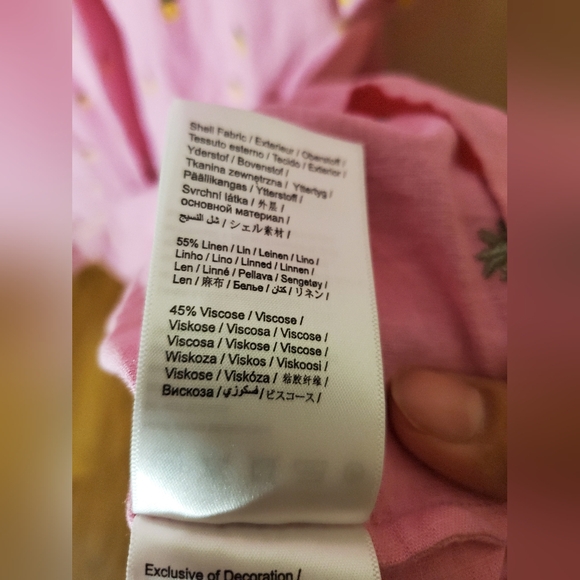 Shell Fabric / Exterieur / Oberstoff /
Tessuto esterno / Tecido / Exterior /
Yderstof / Bovenstof /
Tkanina zewnętrzna / Yttertyg /
Päällikangas / Ytterstoff /
Svrchní látka / 外层 /
основной материал /
شل النسيج / シェル素材 /
55% Linen / Lin / Leinen / Lino /
Linho / Lino / Linned / Linnen /
Len / Linné / Pellava / Sengetøy /
Len / 麻布 / Белье / كتان / リネン /
45% Viscose / Viscose /
Viskose / Viscosa / Viscose /
Viscosa / Viskose / Viscose /
Wiskoza / Viskos / Viskoosi /
Viskose / Viskóza / 粘胶纤维 /
Вискоза / فسكوزي / ビスコース /
Exclusive of Decoration /